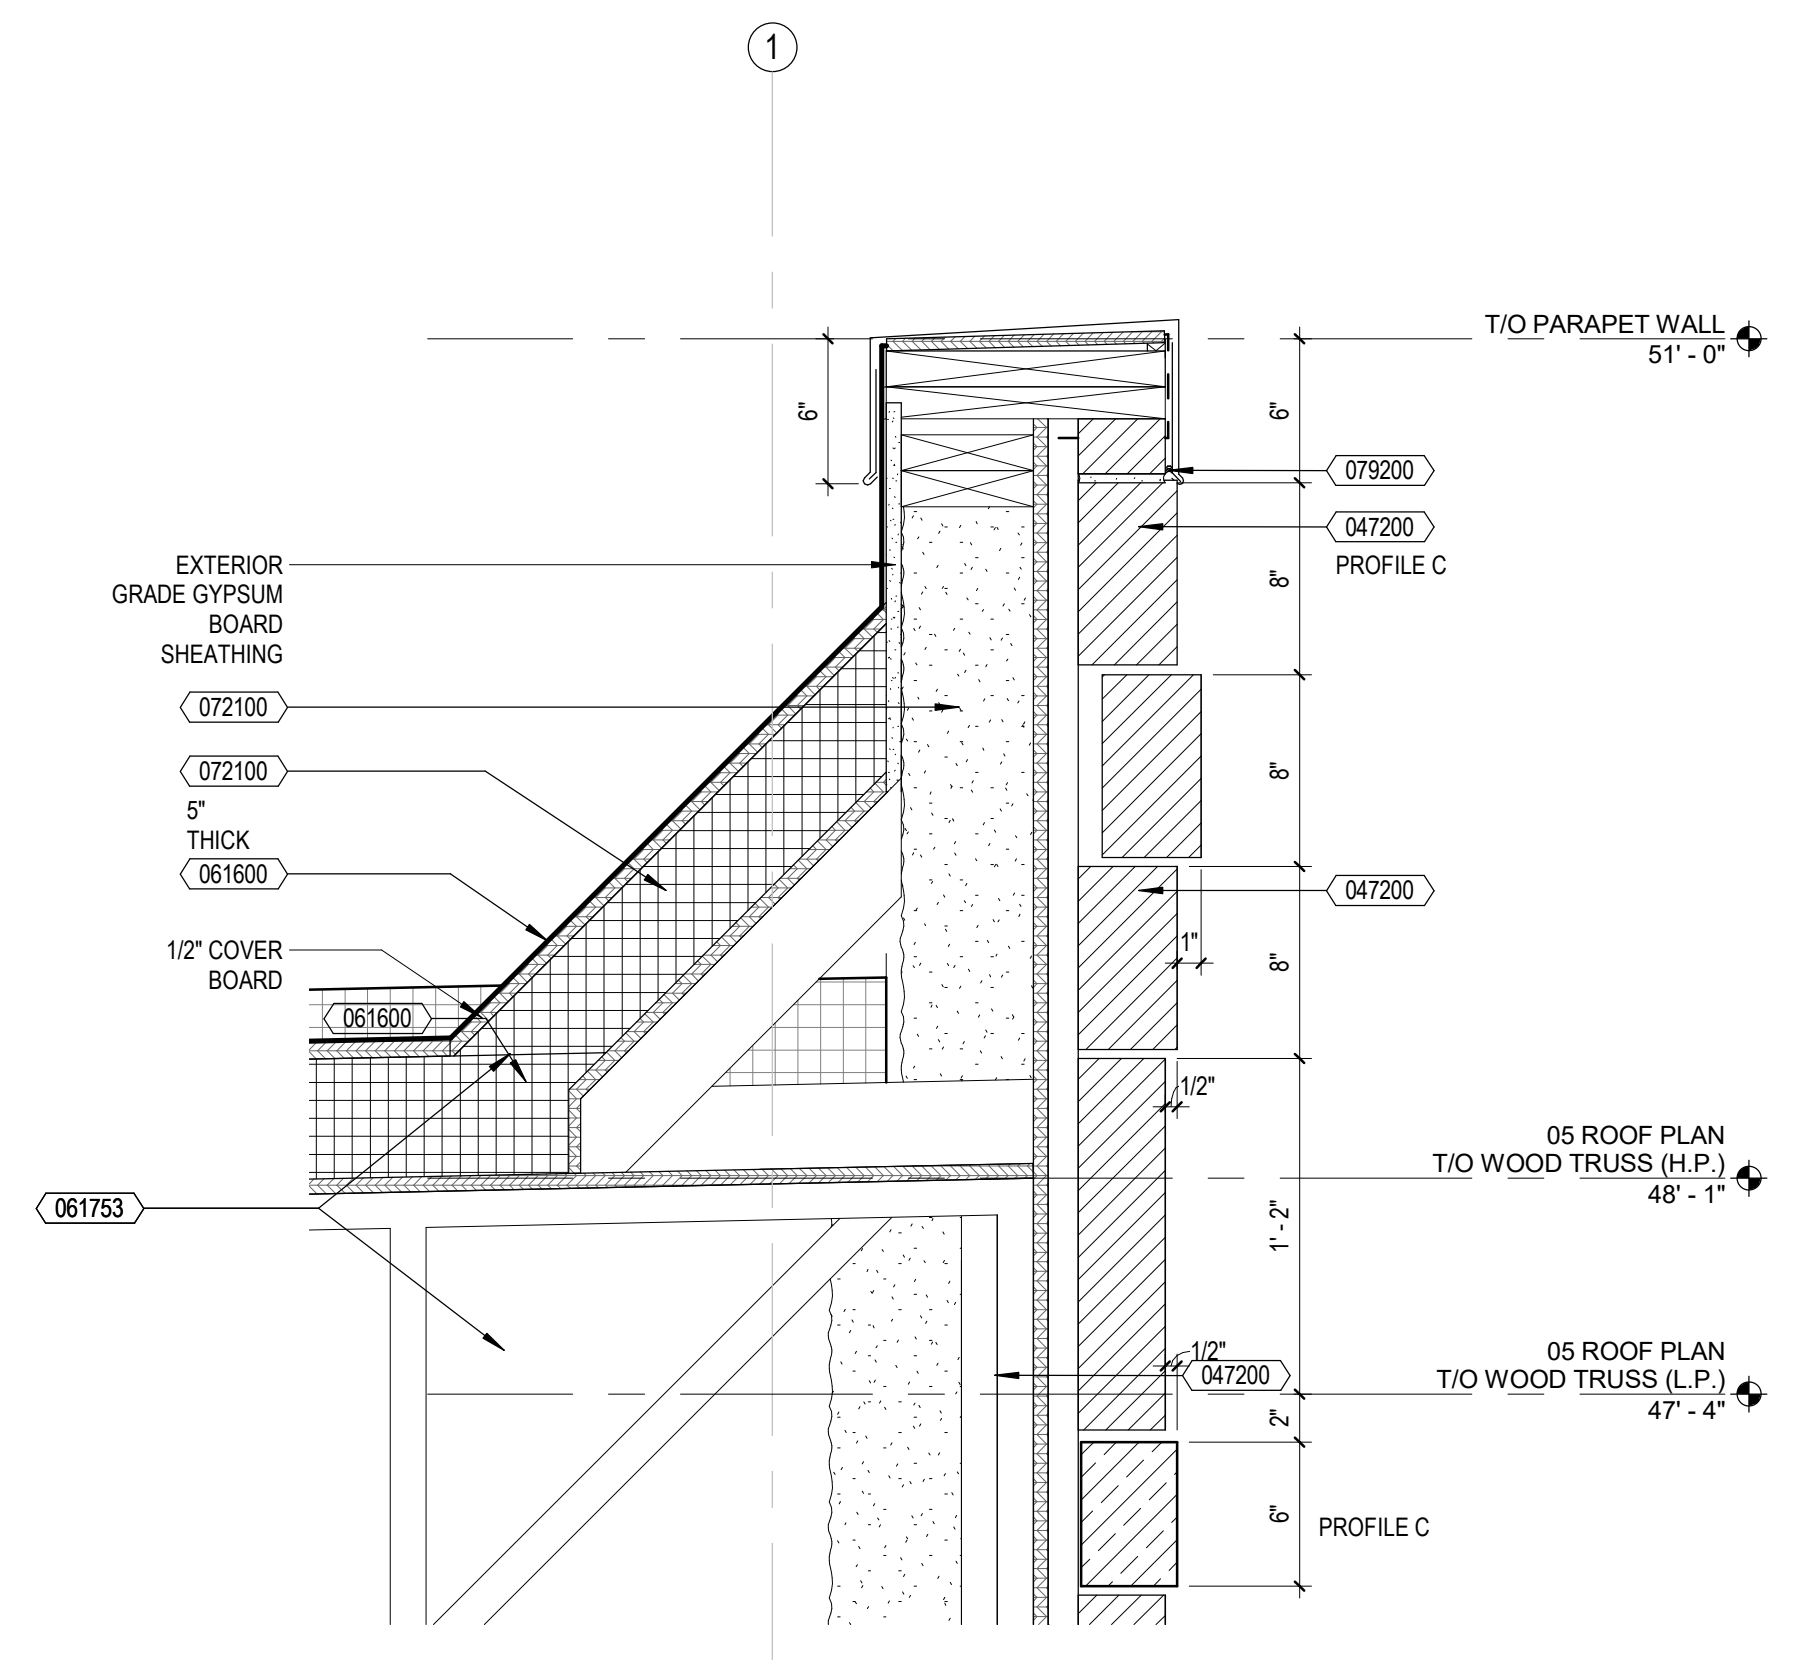 1
T/O PARAPET WALL
51' - 0"
6"
6"
079200
047200
PROFILE C
EXTERIOR
GRADE GYPSUM
BOARD
SHEATHING
8"
072100
072100
5"
THICK
8"
061600
047200
1/2" COVER
BOARD
1"
8"
061600
1/2"
05 ROOF PLAN
T/O WOOD TRUSS (H.P.)
48' - 1"
061753
1' - 2"
1/2"
047200
05 ROOF PLAN
T/O WOOD TRUSS (L.P.)
47' - 4"
2"
6"
PROFILE C